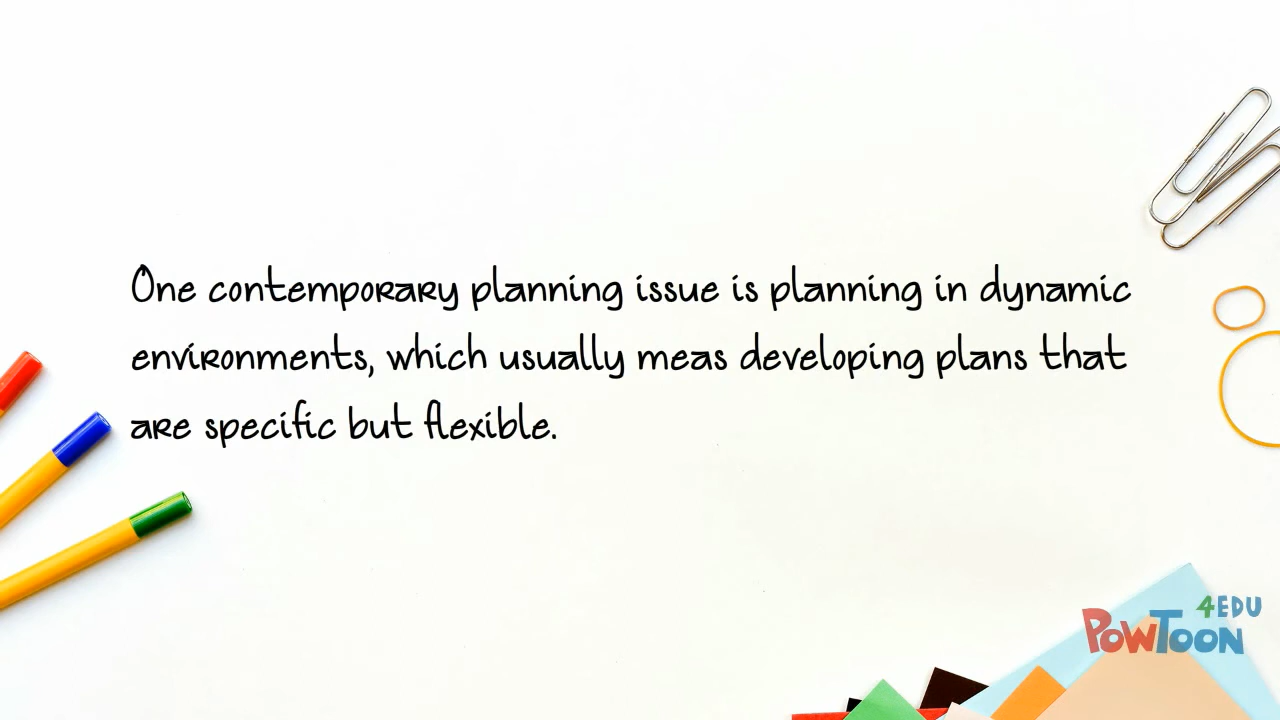 One contemporary planning issue is planning in dynamic
environments, which usually meas developing plans that
are specific but flexible.
4EDU
POWTOON